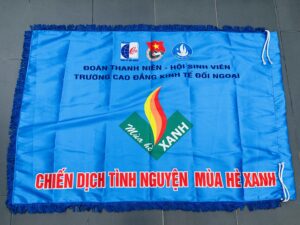 ĐOÀN THANH NIÊN - HỘI SINH VIÊN
TRƯỜNG CAO ĐẲNG KINH TẾ ĐỐI NGOẠI
Mùa hè
XANH
CHIẾN DỊCH TÌNH NGUYỆN MÙA HÈ XANH